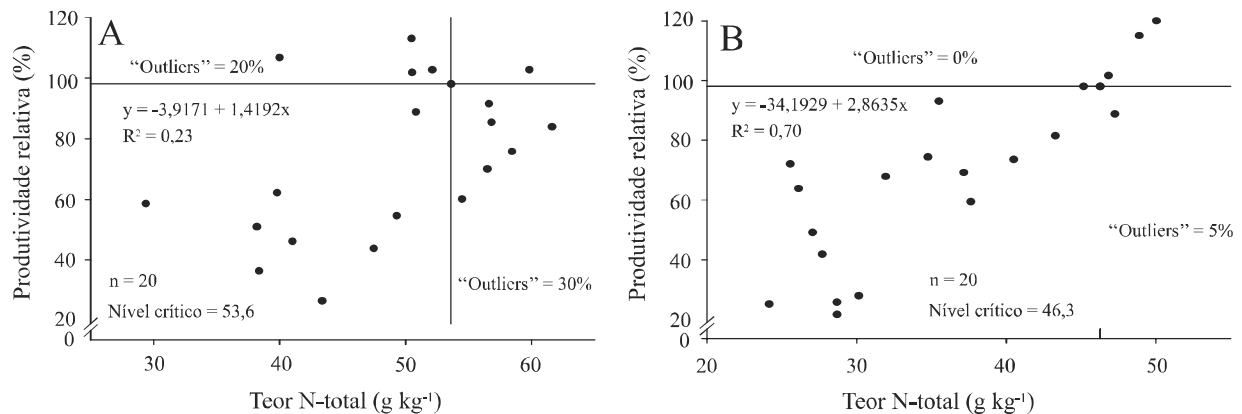 A
Produtividade relativa (%)
120
100
80
60
40
20
0
“Outliers” = 20%
y = -3,9171 + 1,4192x
R² = 0,23
n = 20
Nível crítico = 53,6
“Outliers” = 30%
30 40 50 60
Teor N-total (g kg⁻¹)
B
Produtividade relativa (%)
120
100
80
60
40
20
0
“Outliers” = 0%
y = -34,1929 + 2,8635x
R² = 0,70
“Outliers” = 5%
n = 20
Nível crítico = 46,3
20 30 40 50
Teor N-total (g kg⁻¹)